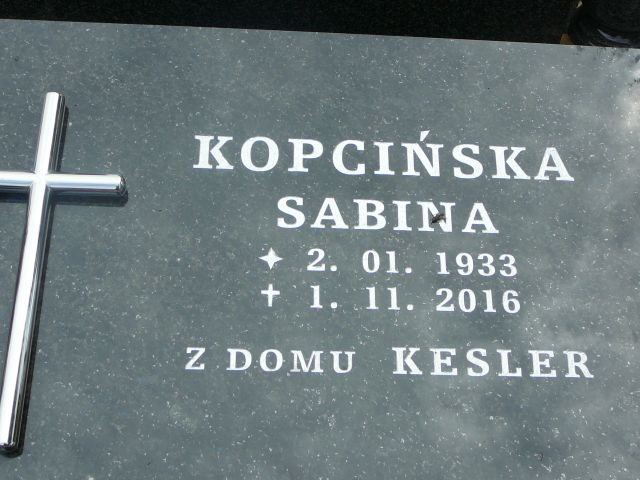 KOPCIŃSKA
SABINA
✦ 2. 01. 1933
✝ 1. 11. 2016
Z DOMU KESLER